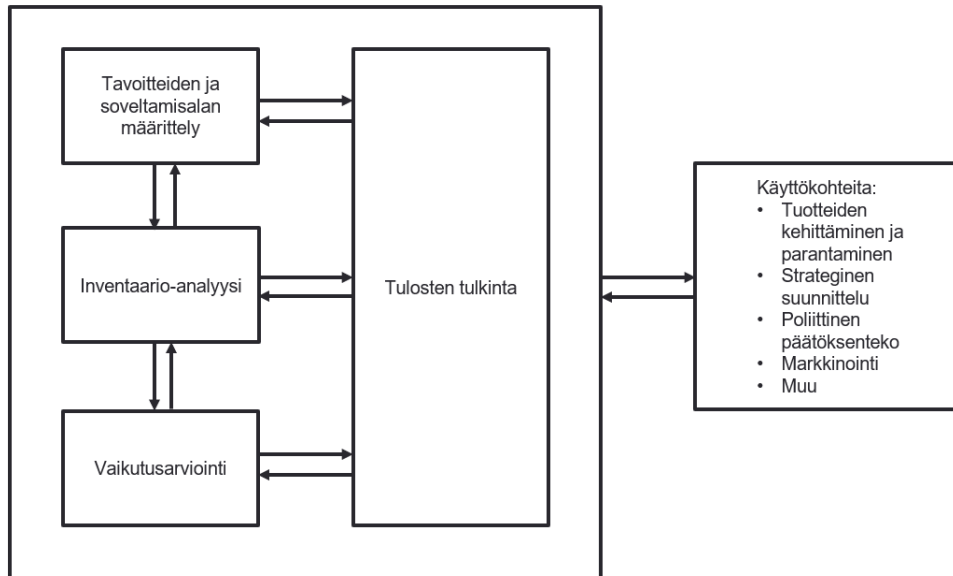 Tavoitteiden ja
soveltamisalan
määrittely
Inventaario-analyysi
Vaikutusarviointi
Tulosten tulkinta
Käyttökohteita:
• Tuotteiden
kehittäminen ja
parantaminen
• Strateginen
suunnittelu
• Poliittinen
päätöksenteko
• Markkinointi
• Muu